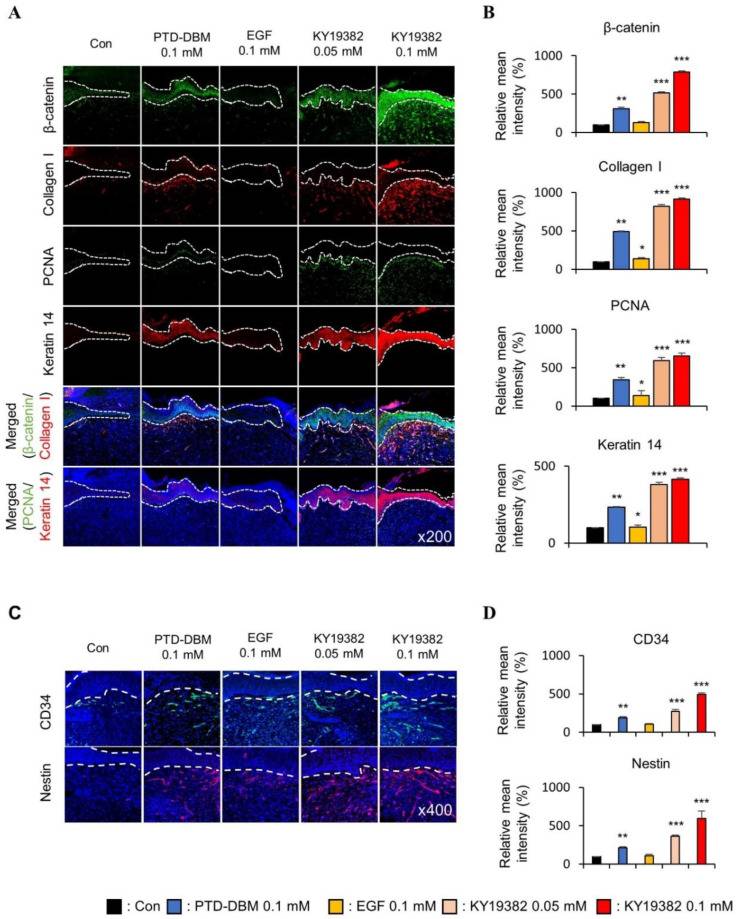 A
Con
PTD-DBM
0.1 mM
EGF
0.1 mM
KY19382
0.05 mM
KY19382
0.1 mM
β-catenin
Collagen I
PCNA
Keratin 14
Merged
(β-catenin/
Collagen I)
Merged
(PCNA/
Keratin 14)
x200
B
β-catenin
Relative mean
intensity (%)
1000
500
0
**
***
***
Collagen I
Relative mean
intensity (%)
1000
500
0
**
*
***
***
PCNA
Relative mean
intensity (%)
1000
500
0
**
*
***
***
Keratin 14
Relative mean
intensity (%)
500
0
**
*
***
***
C
Con
PTD-DBM
0.1 mM
EGF
0.1 mM
KY19382
0.05 mM
KY19382
0.1 mM
CD34
Nestin
x400
D
CD34
Relative mean
intensity (%)
1000
500
0
**
***
***
Nestin
Relative mean
intensity (%)
1000
500
0
**
***
***
: Con : PTD-DBM 0.1 mM : EGF 0.1 mM : KY19382 0.05 mM : KY19382 0.1 mM